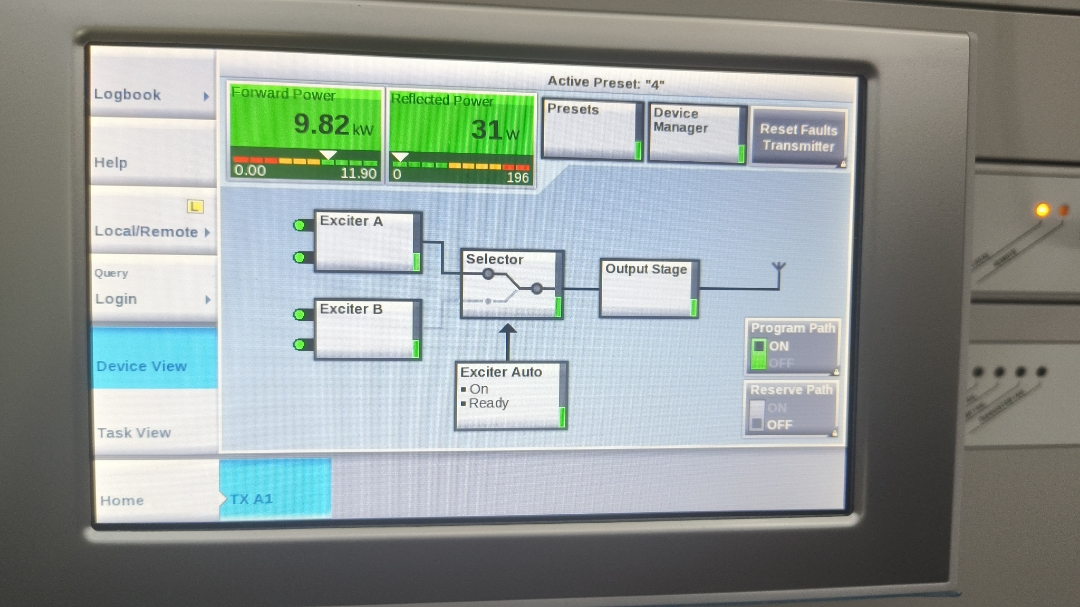 Active Preset: "4"
Logbook
Forward Power
9.82 kW
0.00 11.90
Reflected Power
31 W
0 196
Presets
Device
Manager
Reset Faults
Transmitter
Help
L
Local/Remote
Query
Login
Device View
Task View
Home
TX A1
Exciter A
Exciter B
Selector
Output Stage
Exciter Auto
On
Ready
Program Path
ON
OFF
Reserve Path
ON
OFF